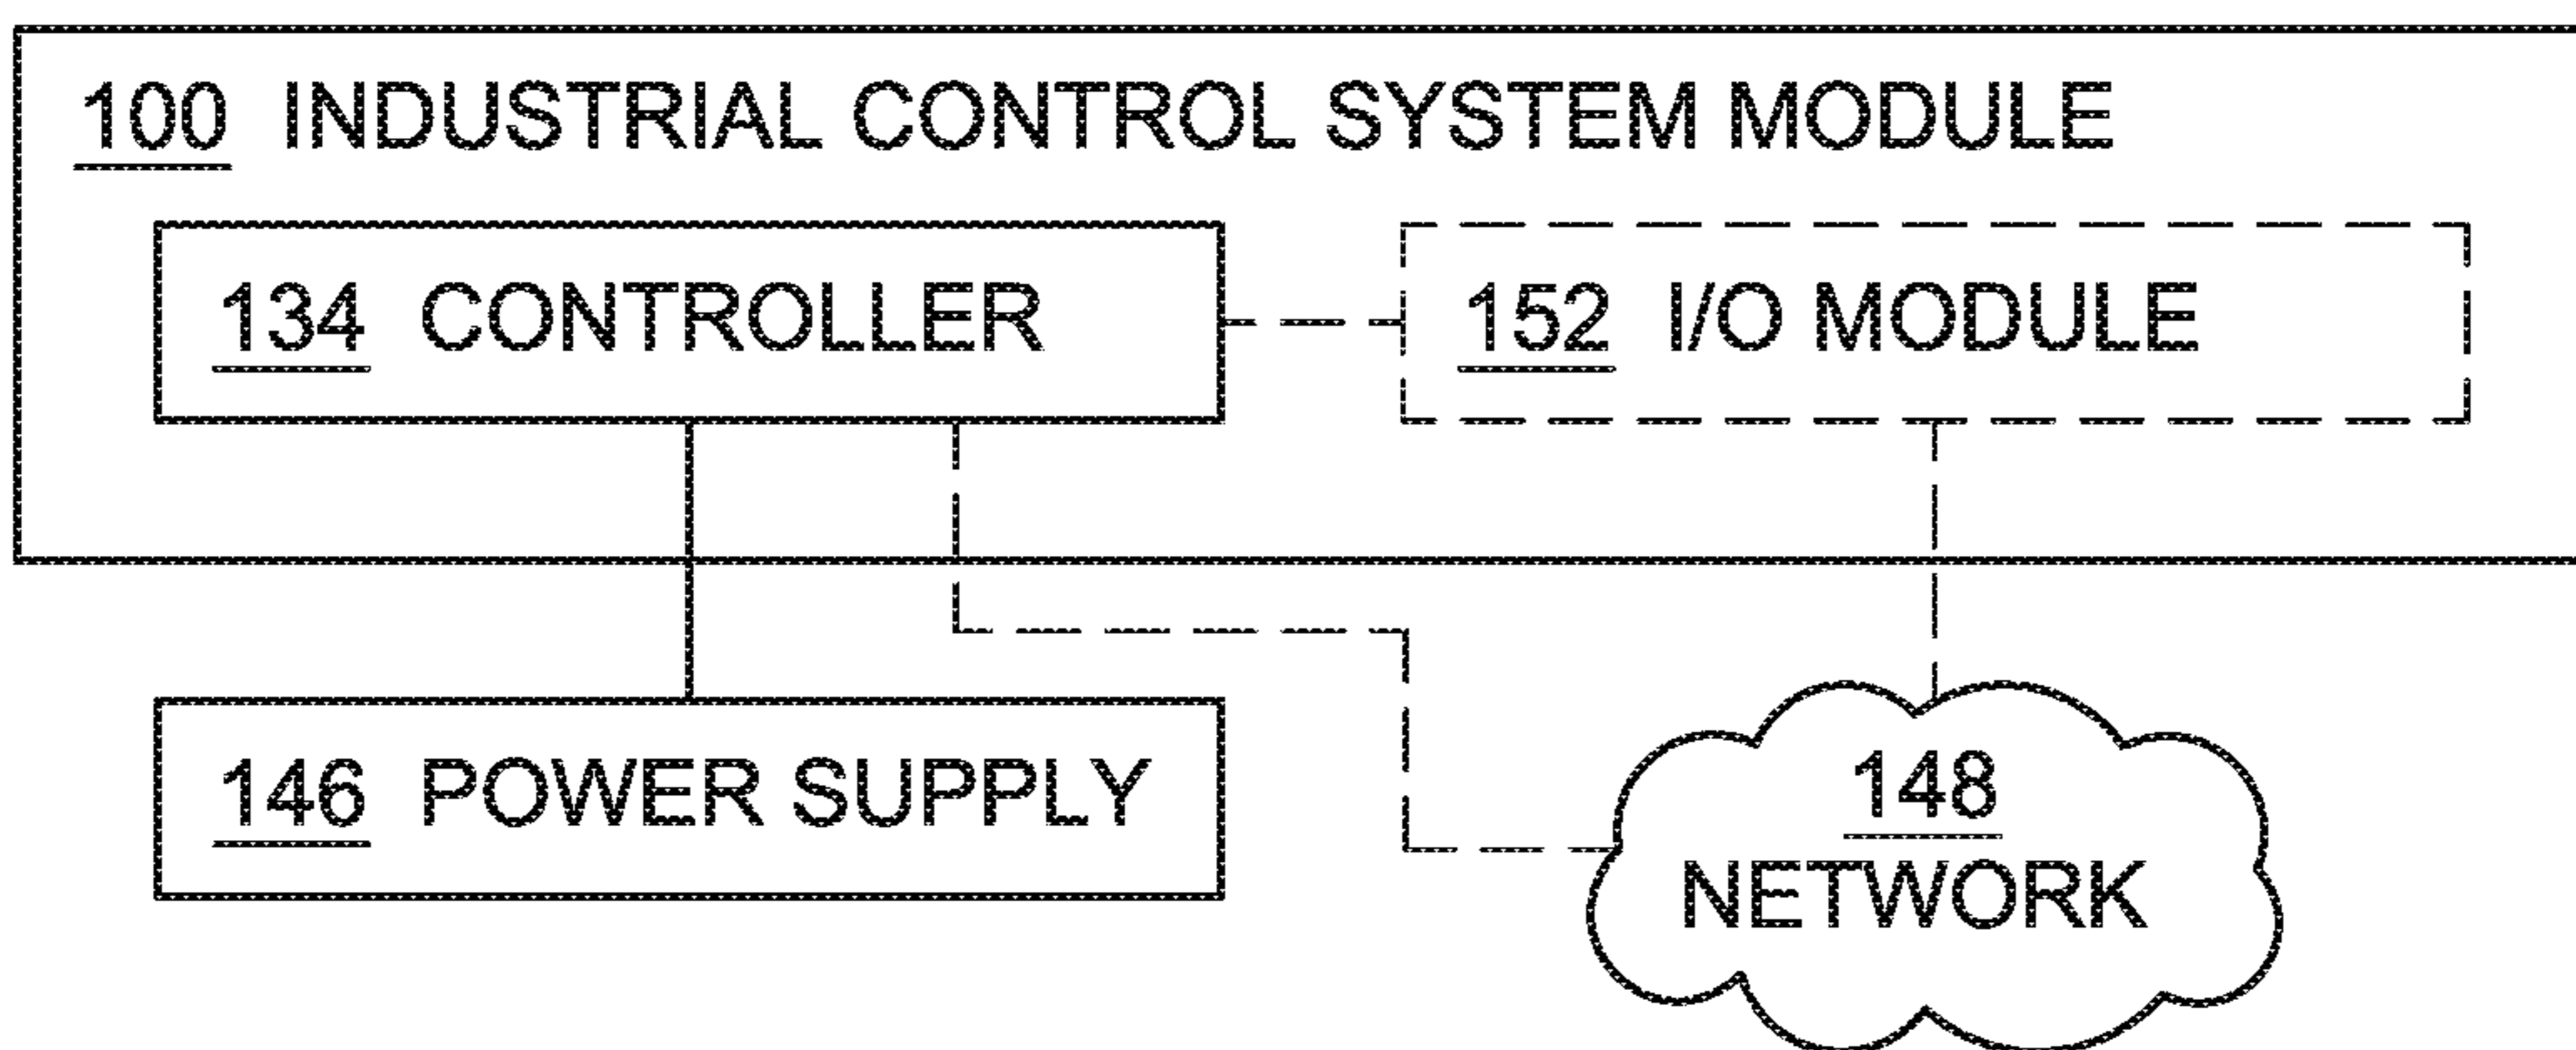 100 INDUSTRIAL CONTROL SYSTEM MODULE
134 CONTROLLER
152 I/O MODULE
146 POWER SUPPLY
148
NETWORK